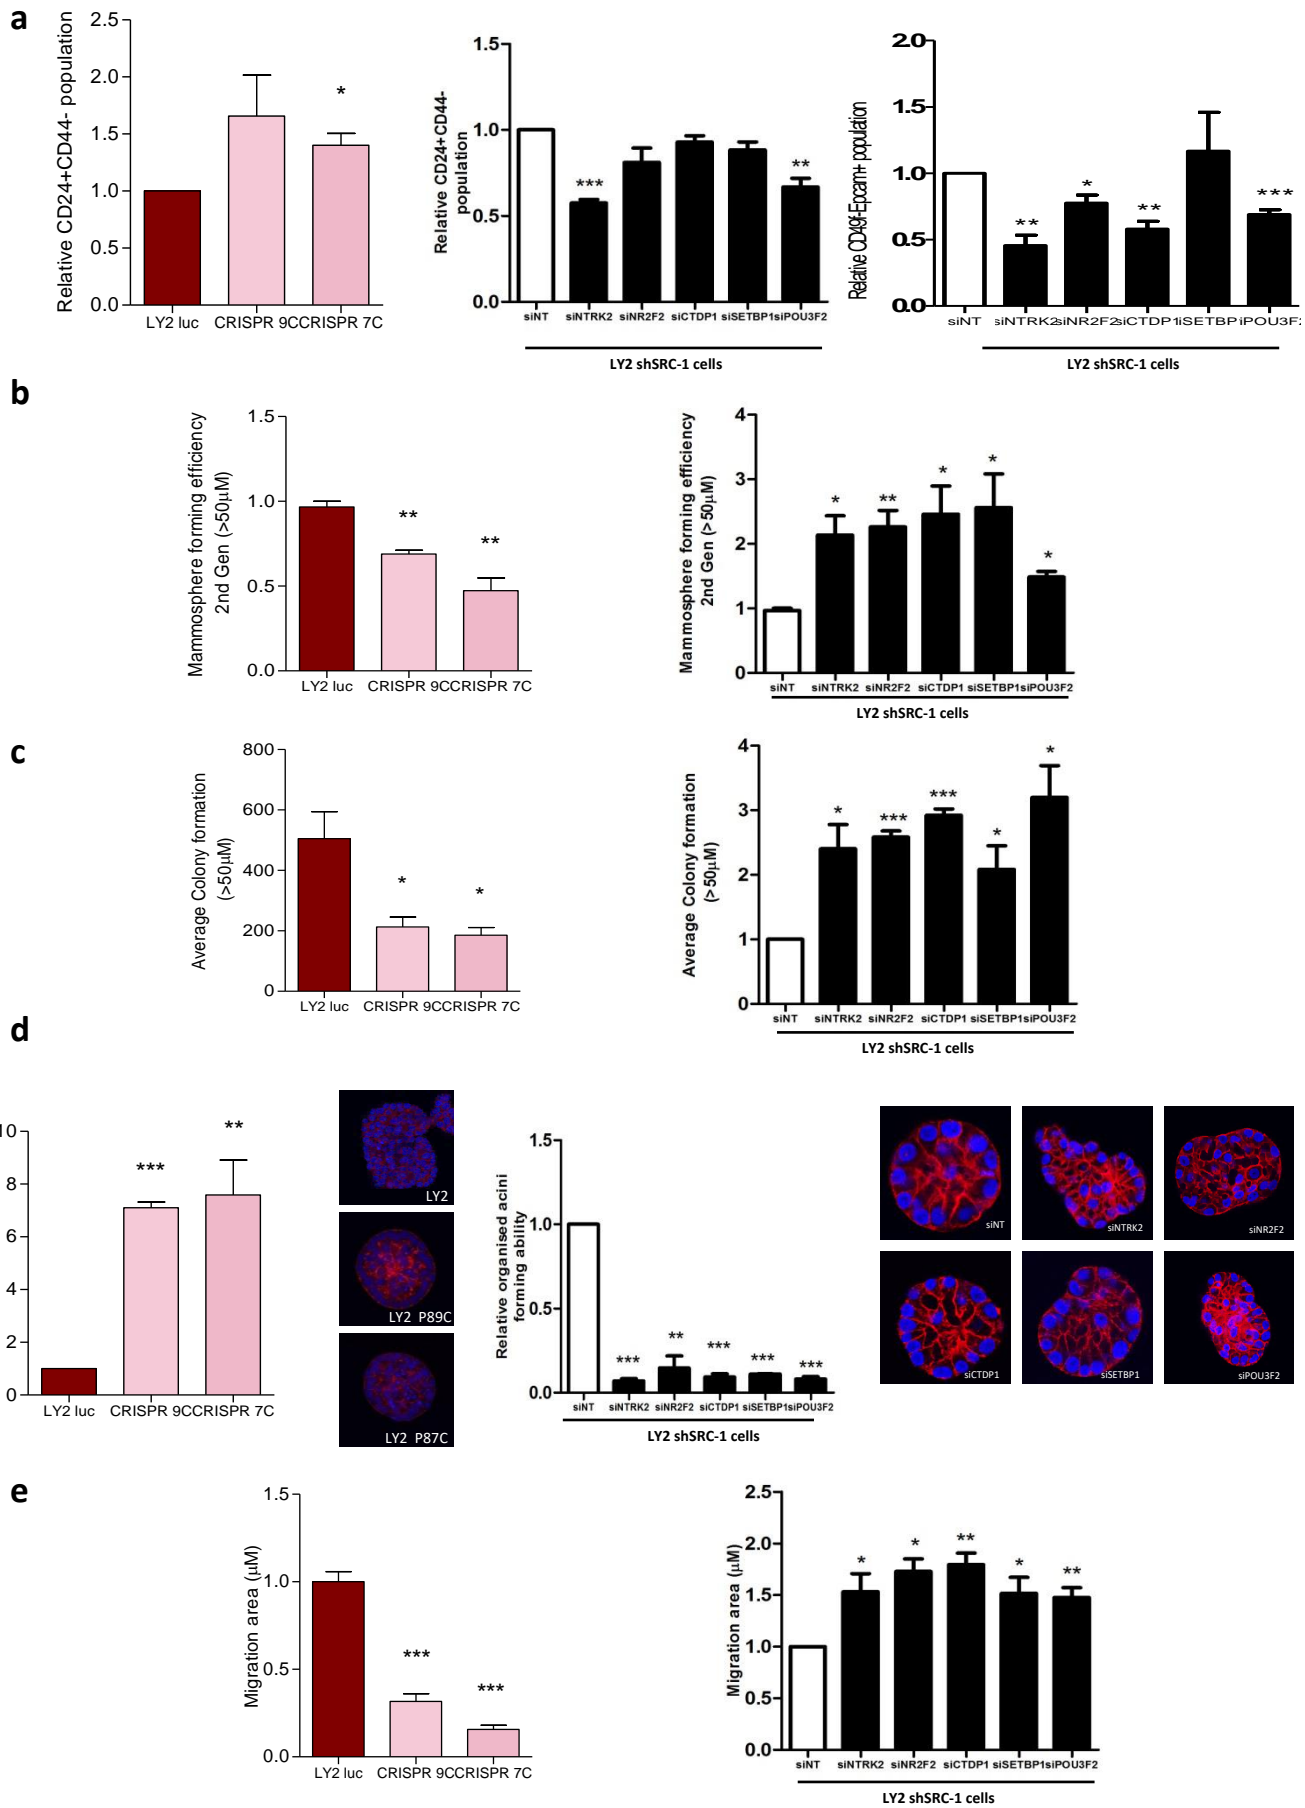 a
Relative CD24+CD44- population
2.5
2.0
1.5
1.0
0.5
0.0
*
LY2 luc
CRISPR 9C
CRISPR 7C
Relative CD24+CD44-
population
1.5
1.0
0.5
0.0
***
**
siNT
siNTRK2
siNR2F2
siCTDP1
siSETBP1
siPOU3F2
LY2 shSRC-1 cells
Relative CD49f-Epcam+ population
2.0
1.5
1.0
0.5
0.0
**
*
**
***
siNT
siNTRK2
siNR2F2
siCTDP1
iSETBP
iPOU3F2
LY2 shSRC-1 cells
b
Mammosphere forming efficiency
2nd Gen (>50μM)
1.5
1.0
0.5
0.0
**
**
LY2 luc
CRISPR 9C
CRISPR 7C
Mammosphere forming efficiency
2nd Gen (>50μM)
4
3
2
1
0
*
**
*
*
*
siNT
siNTRK2
siNR2F2
siCTDP1
siSETBP1
siPOU3F2
LY2 shSRC-1 cells
c
Average Colony formation
(>50μM)
800
600
400
200
0
*
*
LY2 luc
CRISPR 9C
CRISPR 7C
Average Colony formation
(>50μM)
4
3
2
1
0
*
***
***
*
*
siNT
siNTRK2
siNR2F2
siCTDP1
siSETBP1
siPOU3F2
LY2 shSRC-1 cells
d
10
8
6
4
2
0
***
**
LY2 luc
CRISPR 9C
CRISPR 7C
LY2
LY2 P89C
LY2 P87C
Relative organised acini
forming ability
1.5
1.0
0.5
0.0
***
**
***
***
***
siNT
siNTRK2
siNR2F2
siCTDP1
siSETBP1
siPOU3F2
LY2 shSRC-1 cells
siNT
siNTRK2
siNR2F2
siCTDP1
siSETBP1
siPOU3F2
e
Migration area (μM)
1.5
1.0
0.5
0.0
***
***
LY2 luc
CRISPR 9C
CRISPR 7C
Migration area (μM)
2.5
2.0
1.5
1.0
0.5
0.0
*
*
**
*
**
siNT
siNTRK2
siNR2F2
siCTDP1
siSETBP1
siPOU3F2
LY2 shSRC-1 cells